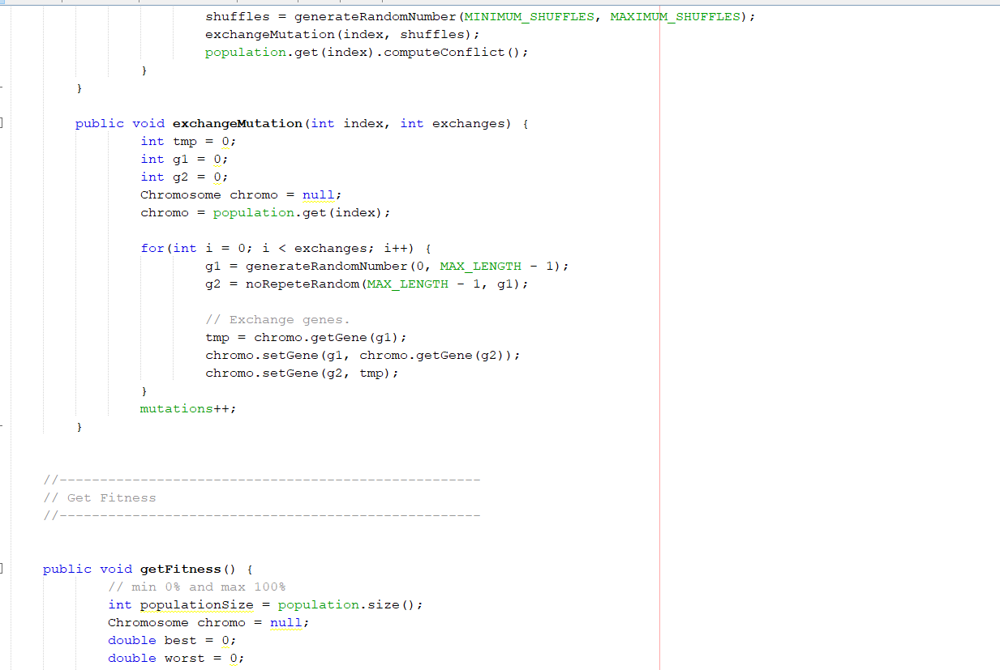 shuffles = generateRandomNumber(MINIMUM_SHUFFLES, MAXIMUM_SHUFFLES);
exchangeMutation(index, shuffles);
population.get(index).computeConflict();
}
}
public void exchangeMutation(int index, int exchanges) {
int tmp = 0;
int g1 = 0;
int g2 = 0;
Chromosome chromo = null;
chromo = population.get(index);
for(int i = 0; i < exchanges; i++) {
g1 = generateRandomNumber(0, MAX_LENGTH - 1);
g2 = noRepeteRandom(MAX_LENGTH - 1, g1);
// Exchange genes.
tmp = chromo.getGene(g1);
chromo.setGene(g1, chromo.getGene(g2));
chromo.setGene(g2, tmp);
}
mutations++;
}
//----------------------------------------------------
// Get Fitness
//----------------------------------------------------
public void getFitness() {
// min 0% and max 100%
int populationSize = population.size();
Chromosome chromo = null;
double best = 0;
double worst = 0;